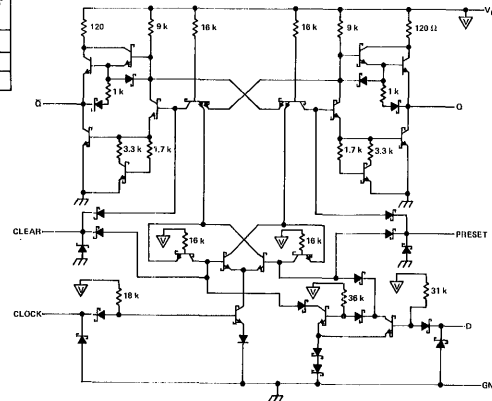 V
120
9 k
16 k
16 k
9 k
120 Ω
1 k
1 k
Q̄
Q
3.3 k
1.7 k
1.7 k
3.3 k
CLEAR
PRESET
16 k
16 k
18 k
36 k
31 k
CLOCK
D
GN